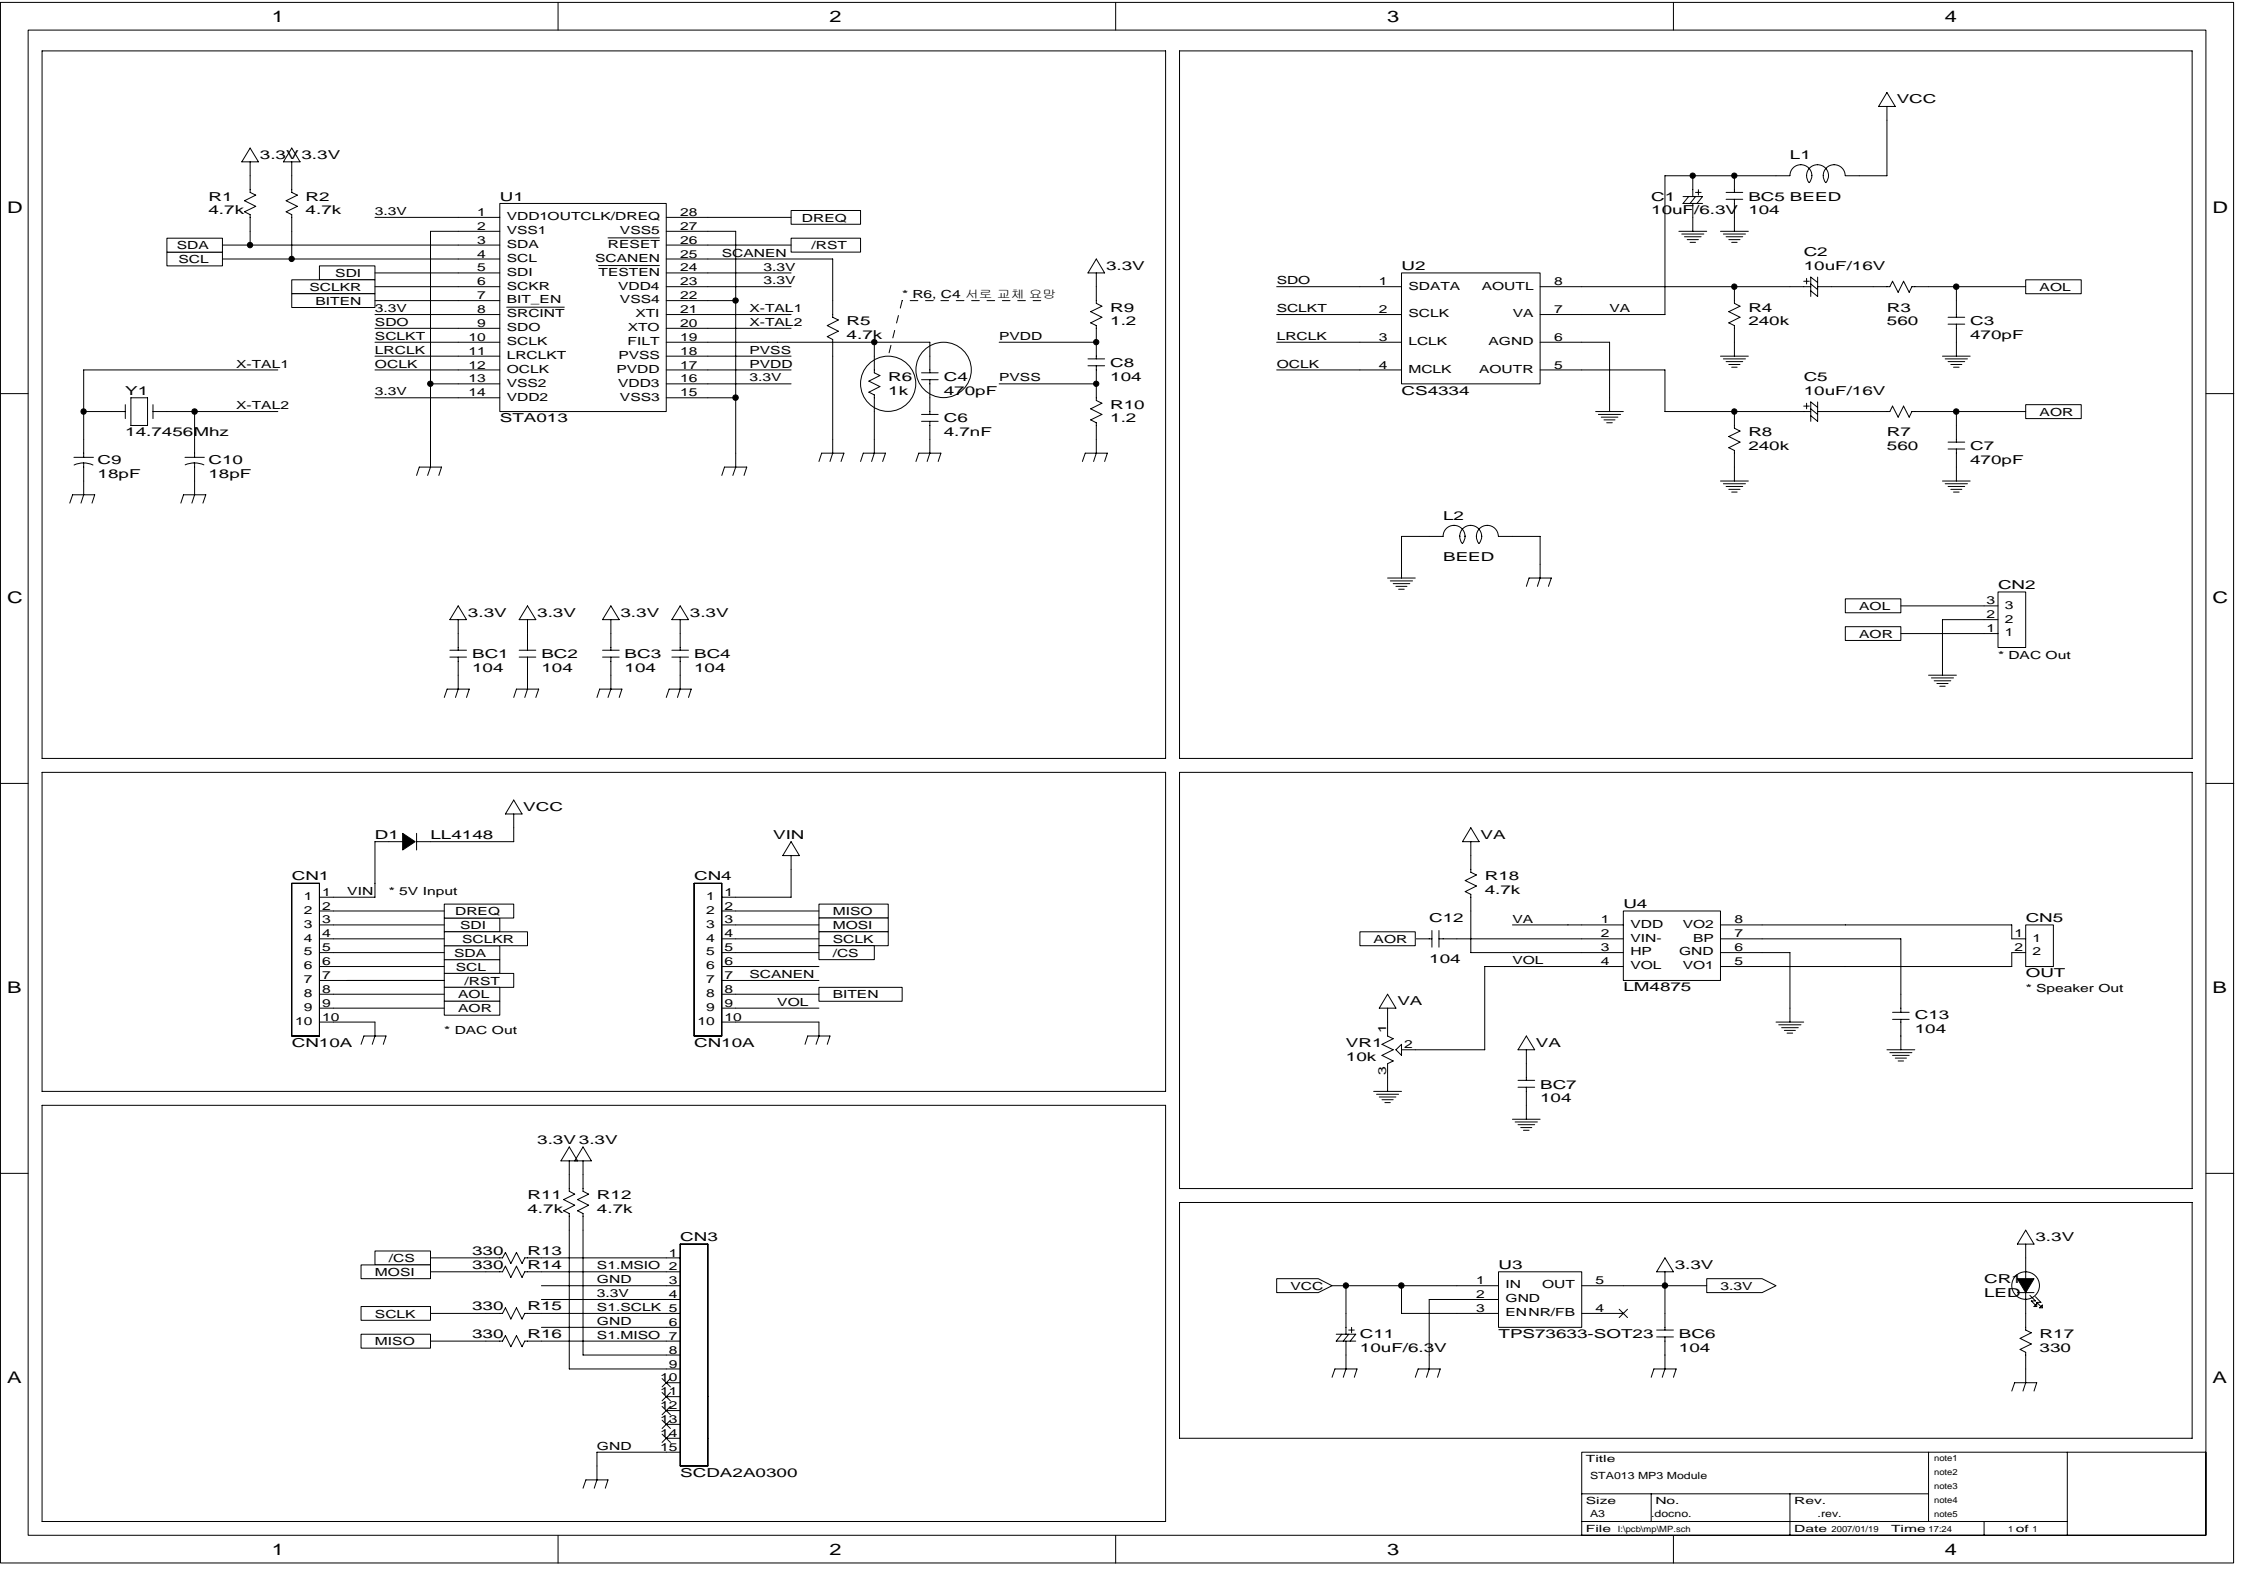 1 2 3 4
D
C
B
A
3.3V 3.3V
R1
4.7k
R2
4.7k
SDA
SCL
SDI
SCLKR
BITEN
U1
3.3V 1 VDD1 OUTCLK/DREQ 28 DREQ
2 VSS1 VSS5 27
3 SDA RESET 26 /RST
4 SCL SCANEN 25 SCANEN
5 SDI TESTEN 24 3.3V
6 SCKR VDD4 23 3.3V
7 BIT_EN VSS4 22
3.3V 8 SRCINT XTI 21 X-TAL1
SDO 9 SDO XTO 20 X-TAL2
SCLKT 10 SCLK FILT 19
LRCLK 11 LRCLKT PVSS 18 PVSS
OCLK 12 OCLK PVDD 17 PVDD
13 VSS2 VDD3 16 3.3V
3.3V 14 VDD2 VSS3 15
STA013
X-TAL1
Y1
X-TAL2
14.7456Mhz
C9
18pF
C10
18pF
* R6, C4 서로 교체 요망
R5
4.7k
R6
1k
C4
470pF
C6
4.7nF
3.3V
R9
1.2
PVDD
C8
104
PVSS
R10
1.2
3.3V 3.3V 3.3V 3.3V
BC1 BC2 BC3 BC4
104 104 104 104
VCC
L1
BEED
C1
10uF/6.3V
BC5
104
U2
SDO 1 SDATA AOUTL 8
SCLKT 2 SCLK VA 7 VA
LRCLK 3 LCLK AGND 6
OCLK 4 MCLK AOUTR 5
CS4334
C2
10uF/16V
R4
240k
R3
560
C3
470pF
AOL
C5
10uF/16V
R8
240k
R7
560
C7
470pF
AOR
L2
BEED
CN2
AOL 3 3
2 2
AOR 1 1
* DAC Out
VCC
D1 LL4148
CN1
1 1 VIN * 5V Input
2 2 DREQ
3 3 SDI
4 4 SCLKR
5 5 SDA
6 6 SCL
7 7 /RST
8 8 AOL
9 9 AOR
10 10
CN10A
* DAC Out
VIN
CN4
1 1
2 2 MISO
3 3 MOSI
4 4 SCLK
5 5 /CS
6 6
7 7 SCANEN
8 8 BITEN
9 9 VOL
10 10
CN10A
VA
R18
4.7k
C12
104
AOR
U4
VA 1 VDD VO2 8
2 VIN- BP 7
3 HP GND 6
VOL 4 VOL VO1 5
LM4875
CN5
1 1
2 2
OUT
* Speaker Out
C13
104
VA
1
VR1
10k
2
3
VA
BC7
104
3.3V 3.3V
R11
4.7k
R12
4.7k
CN3
/CS 330 R13 1
MOSI 330 R14 S1.MSIO 2
GND 3
3.3V 4
SCLK 330 R15 S1.SCLK 5
GND 6
MISO 330 R16 S1.MISO 7
8
9
10
11
12
13
14
GND 15
SCDA2A0300
VCC
U3
1 IN OUT 5
2 GND
3 ENNR/FB 4
TPS73633-SOT23
3.3V
3.3V
C11
10uF/6.3V
BC6
104
3.3V
CR1
LED
R17
330
Title
STA013 MP3 Module
Size
A3
No.
.docno.
Rev.
.rev.
File I:\pcb\mp\MP.sch
Date 2007/01/19 Time 17:24
1 of 1
note1
note2
note3
note4
note5
D
C
B
A
1 2 3 4